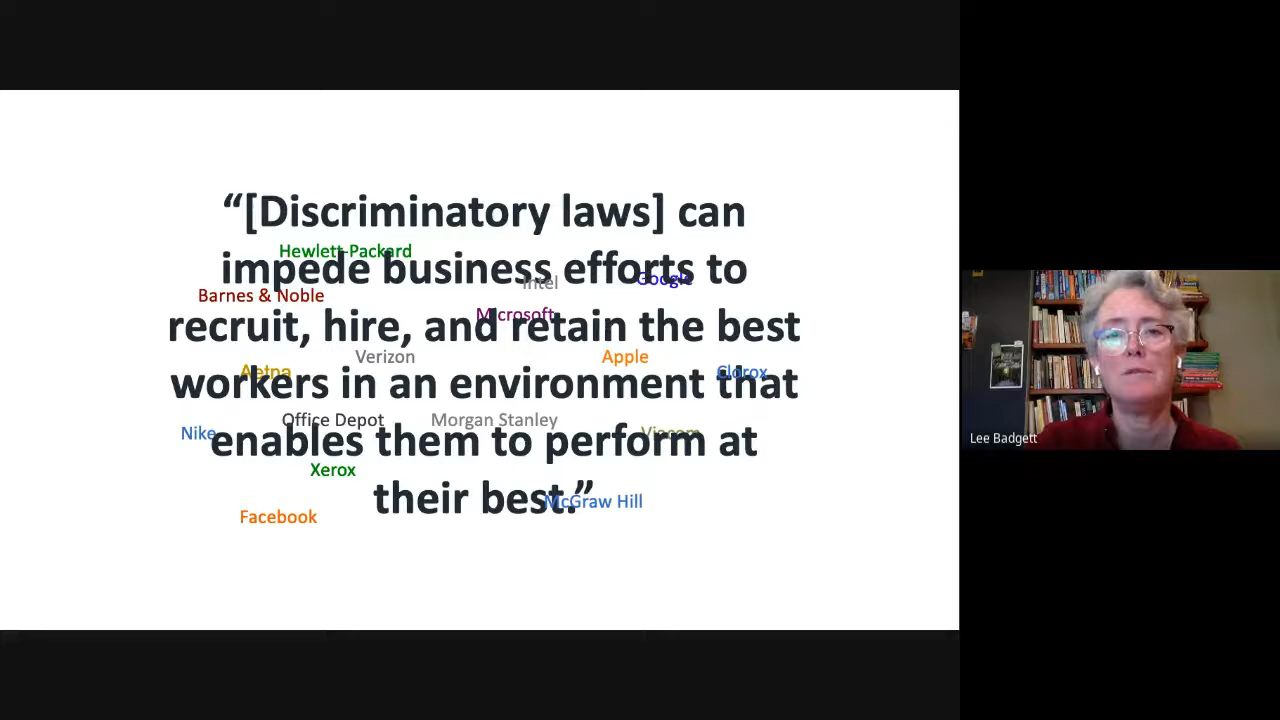 “[Discriminatory laws] can
Hewlett-Packard
impede business efforts to
Intel
Google
Barnes & Noble
Microsoft
recruit, hire, and retain the best
Verizon
Apple
Aetna
Clorox
workers in an environment that
Office Depot
Morgan Stanley
Nike
Viacom
enables them to perform at
Xerox
their best.”
McGraw Hill
Facebook
Lee Badgett